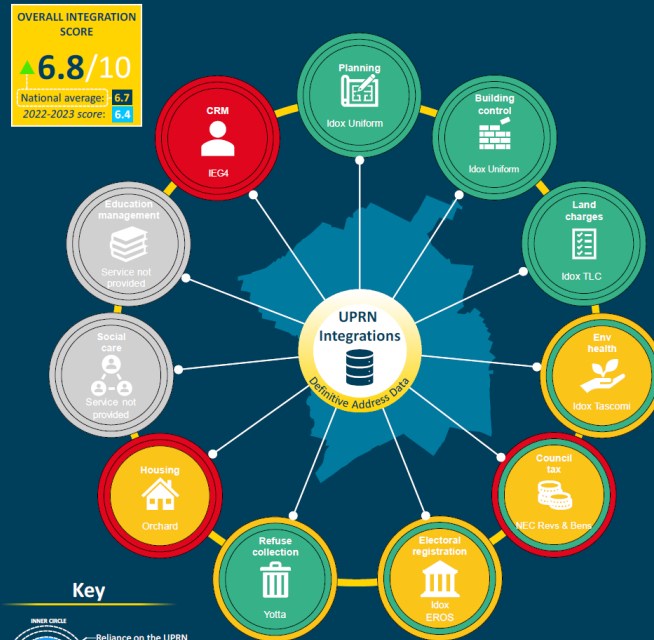 OVERALL INTEGRATION
SCORE
6.8/10
National average: 6.7
2022-2023 score: 6.4
Planning
Idox Uniform
Building
control
Idox Uniform
Land
charges
Idox TLC
Env
health
Idox Tascomi
Council
tax
NEC Revs & Bens
Electoral
registration
Idox
EROS
Refuse
collection
Yotta
Housing
Orchard
Social
care
Service not
provided
Education
management
Service not
provided
CRM
IEG4
UPRN
Integrations
Definitive Address Data
Key
INNER CIRCLE
Reliance on the UPRN